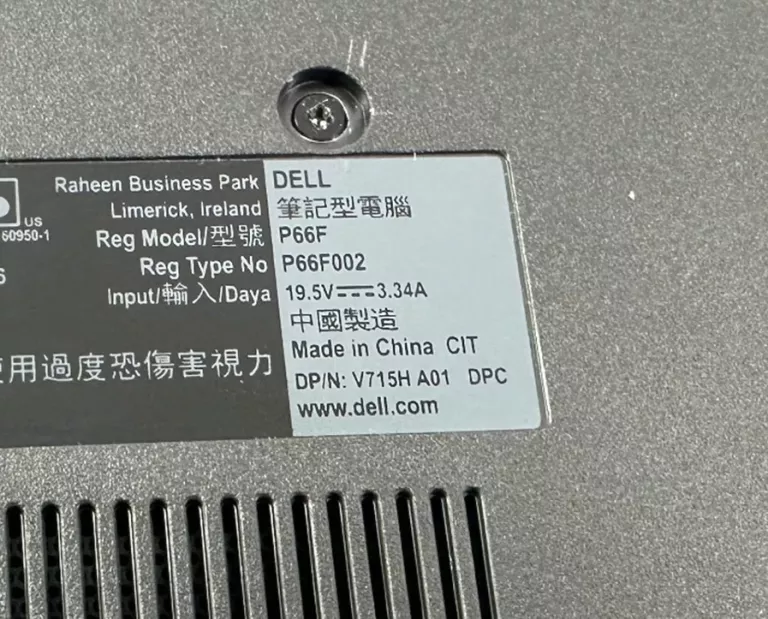 Raheen Business Park DELL
Limerick, Ireland 筆記型電腦
US
60950-1
Reg Model/型號 P66F
Reg Type No P66F002
Input/輸入/Daya 19.5V⎓3.34A
中國製造
Made in China CIT
用過度恐傷害視力
DP/N: V715H A01 DPC
www.dell.com